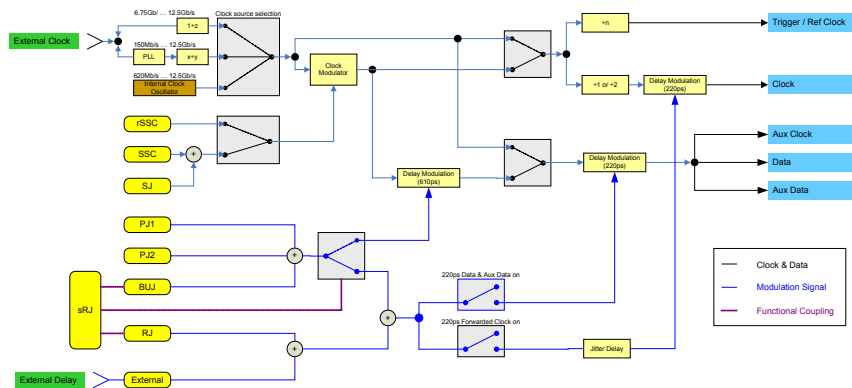 6.75Gb/s … 12.5Gb/s
Clock source selection
÷n
Trigger / Ref Clock
1÷z
External Clock
150Mb/s … 12.5Gb/s
PLL
x÷y
Clock
Modulator
620Mb/s … 12.5Gb/s
Internal Clock
Oscillator
÷1 or ÷2
Delay Modulation
(220ps)
Clock
rSSC
SSC
+
SJ
Aux Clock
Delay Modulation
(220ps)
Data
Delay Modulation
(610ps)
Aux Data
PJ1
PJ2
+
BUJ
sRJ
220ps Data & Aux Data on
Clock & Data
Modulation Signal
Functional Coupling
+
220ps Forwarded Clock on
RJ
+
Jitter Delay
External Delay
External